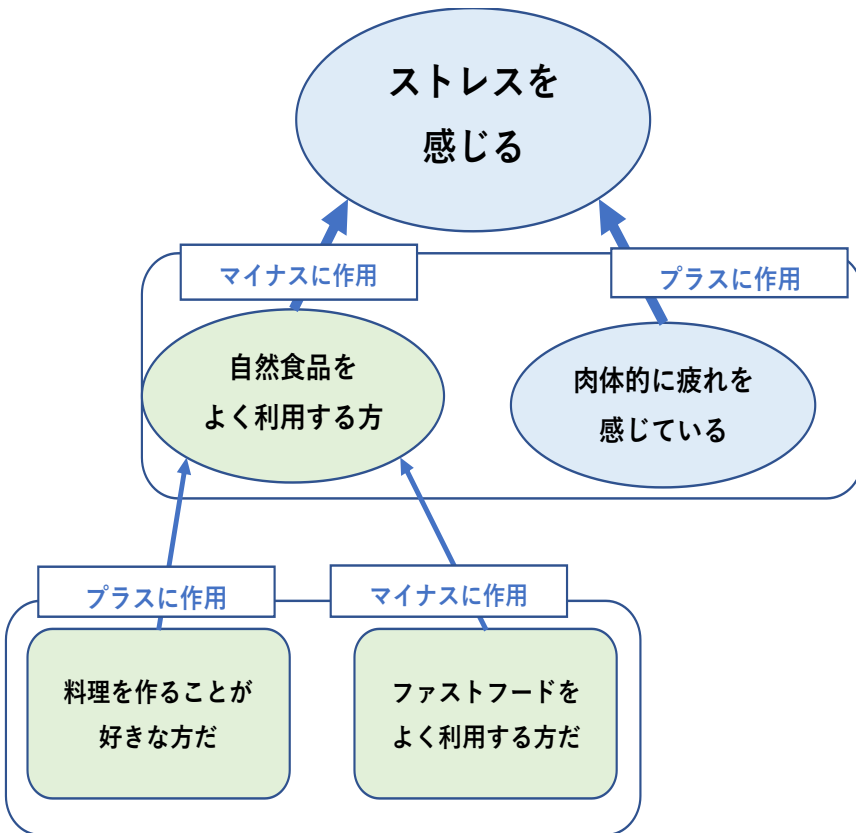 ストレスを
感じる
マイナスに作用
プラスに作用
自然食品を
よく利用する方
肉体的に疲れを
感じている
プラスに作用
マイナスに作用
料理を作ることが
好きな方だ
ファストフードを
よく利用する方だ